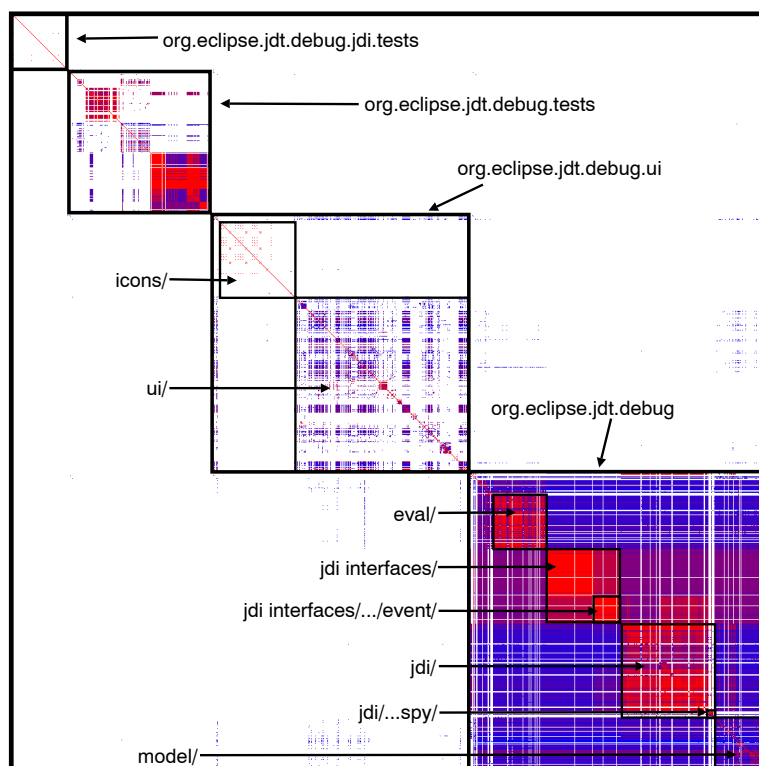 org.eclipse.jdt.debug.jdi.tests
org.eclipse.jdt.debug.tests
org.eclipse.jdt.debug.ui
icons/
ui/
org.eclipse.jdt.debug
eval/
jdi interfaces/
jdi interfaces/.../event/
jdi/
jdi/...spy/
model/